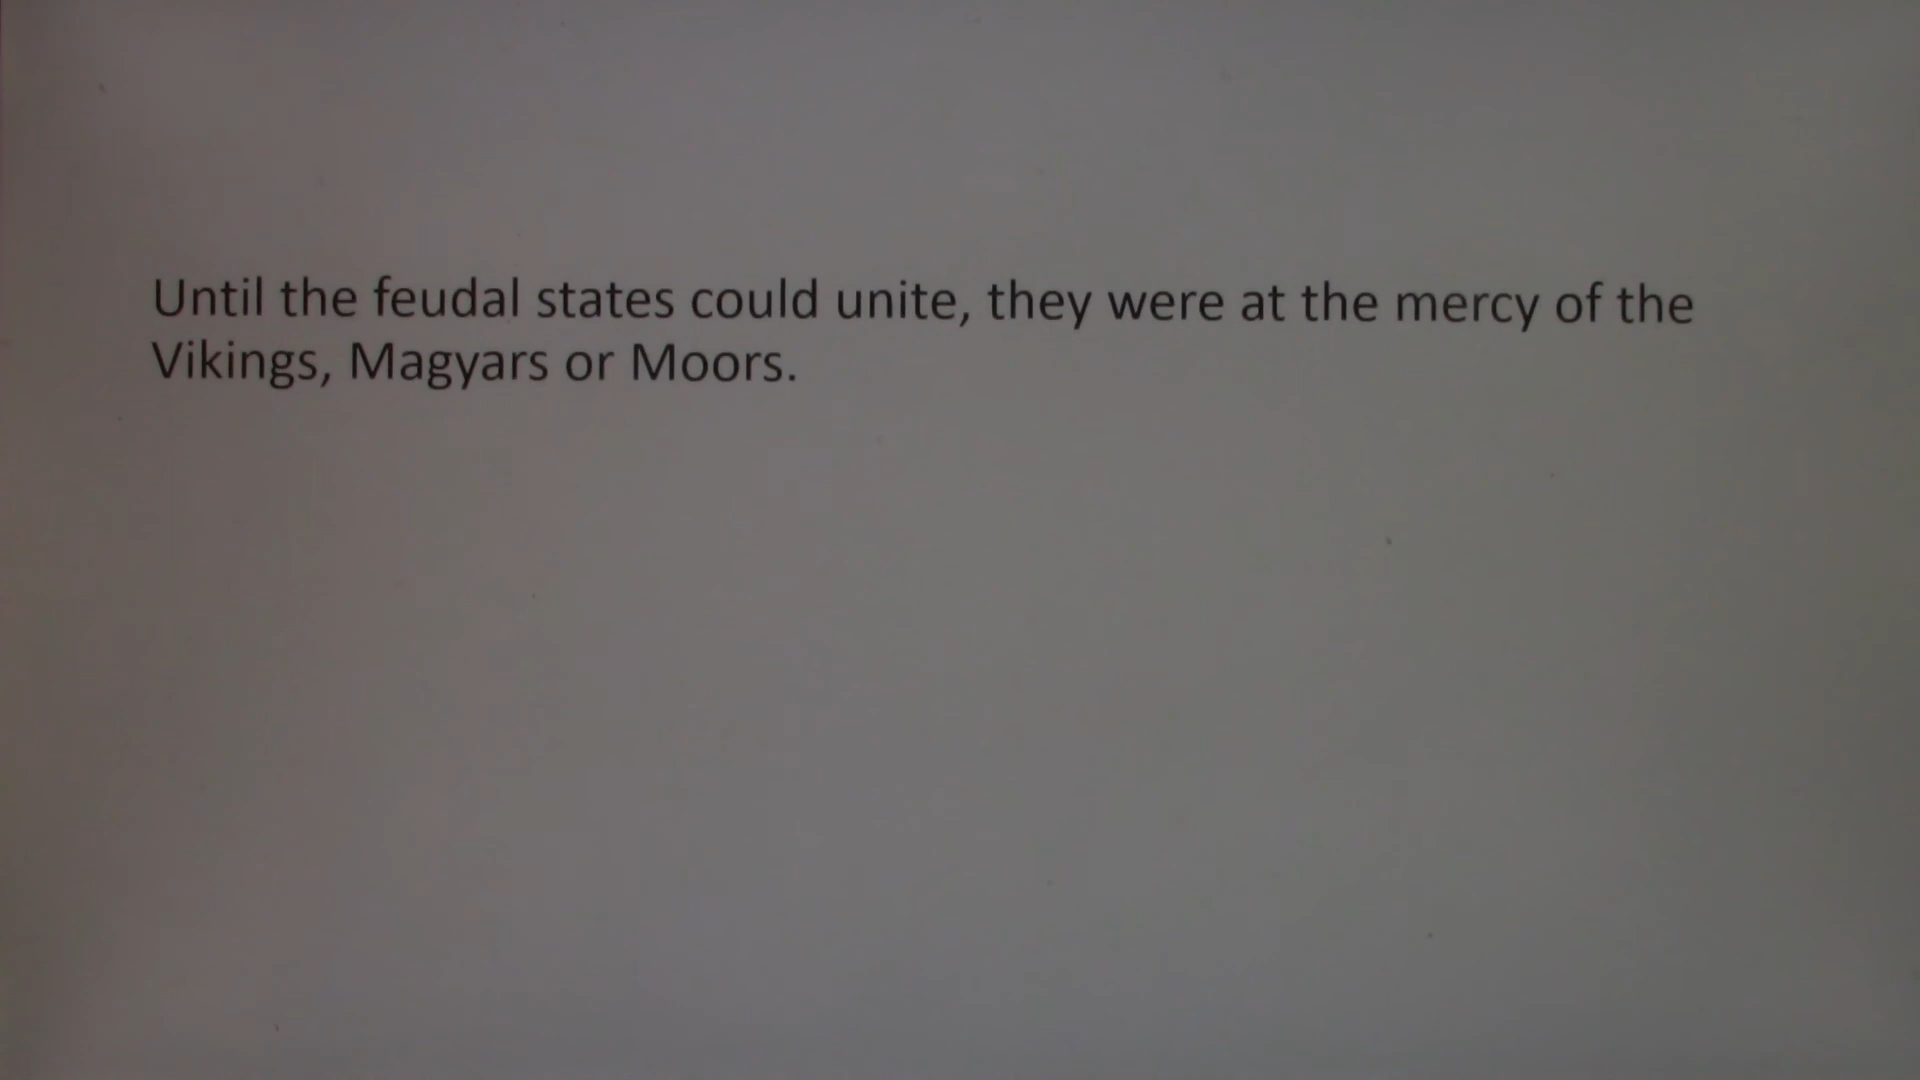 Until the feudal states could unite, they were at the mercy of the
Vikings, Magyars or Moors.